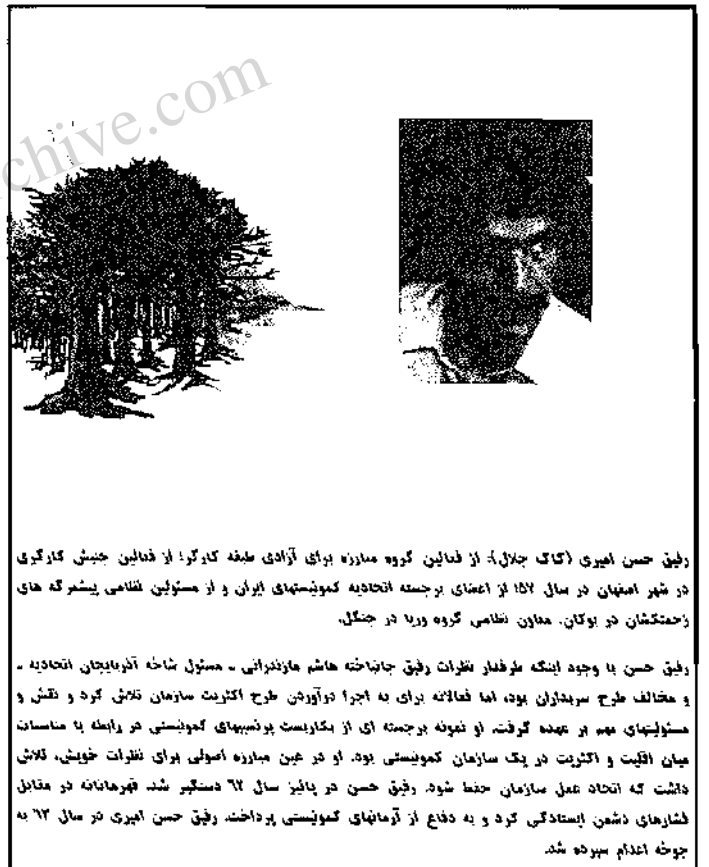 chive.com
رفیق حسن امیری (کاک جلال): از فعالین گروه مبارزه برای آزادی طبقه کارگر؛ از فعالین جنبش کارگری
در شهر اصفهان در سال ۵۷؛ از اعضای برجسته اتحادیه کمونیستهای ایران و از مسئولین نظامی پیشمرگه های
زحمتکشان در بوکان. معاون نظامی گروه وریا در جنگل.
رفیق حسن با وجود اینکه طرفدار نظرات رفیق جانباخته هاشم مازندرانی ـ مسئول شاخه آذربایجان اتحادیه ـ
و مخالف طرح سربداران بود، اما فعالانه برای به اجرا درآوردن طرح اکثریت سازمان تلاش کرد و نقش و
مسئولیتهای مهم بر عهده گرفت. او نمونه برجسته ای از بکاربست پرنسیپهای کمونیستی در رابطه با مناسبات
میان اقلیت و اکثریت در یک سازمان کمونیستی بود. او در عین مبارزه اصولی برای نظرات خویش، تلاش
داشت که اتحاد عمل سازمان حفظ شود. رفیق حسن در پائیز سال ۶۲ دستگیر شد. قهرمانانه در مقابل
فشارهای دشمن ایستادگی کرد و به دفاع از آرمانهای کمونیستی پرداخت. رفیق حسن امیری در سال ۶۳ به
جوخه اعدام سپرده شد.